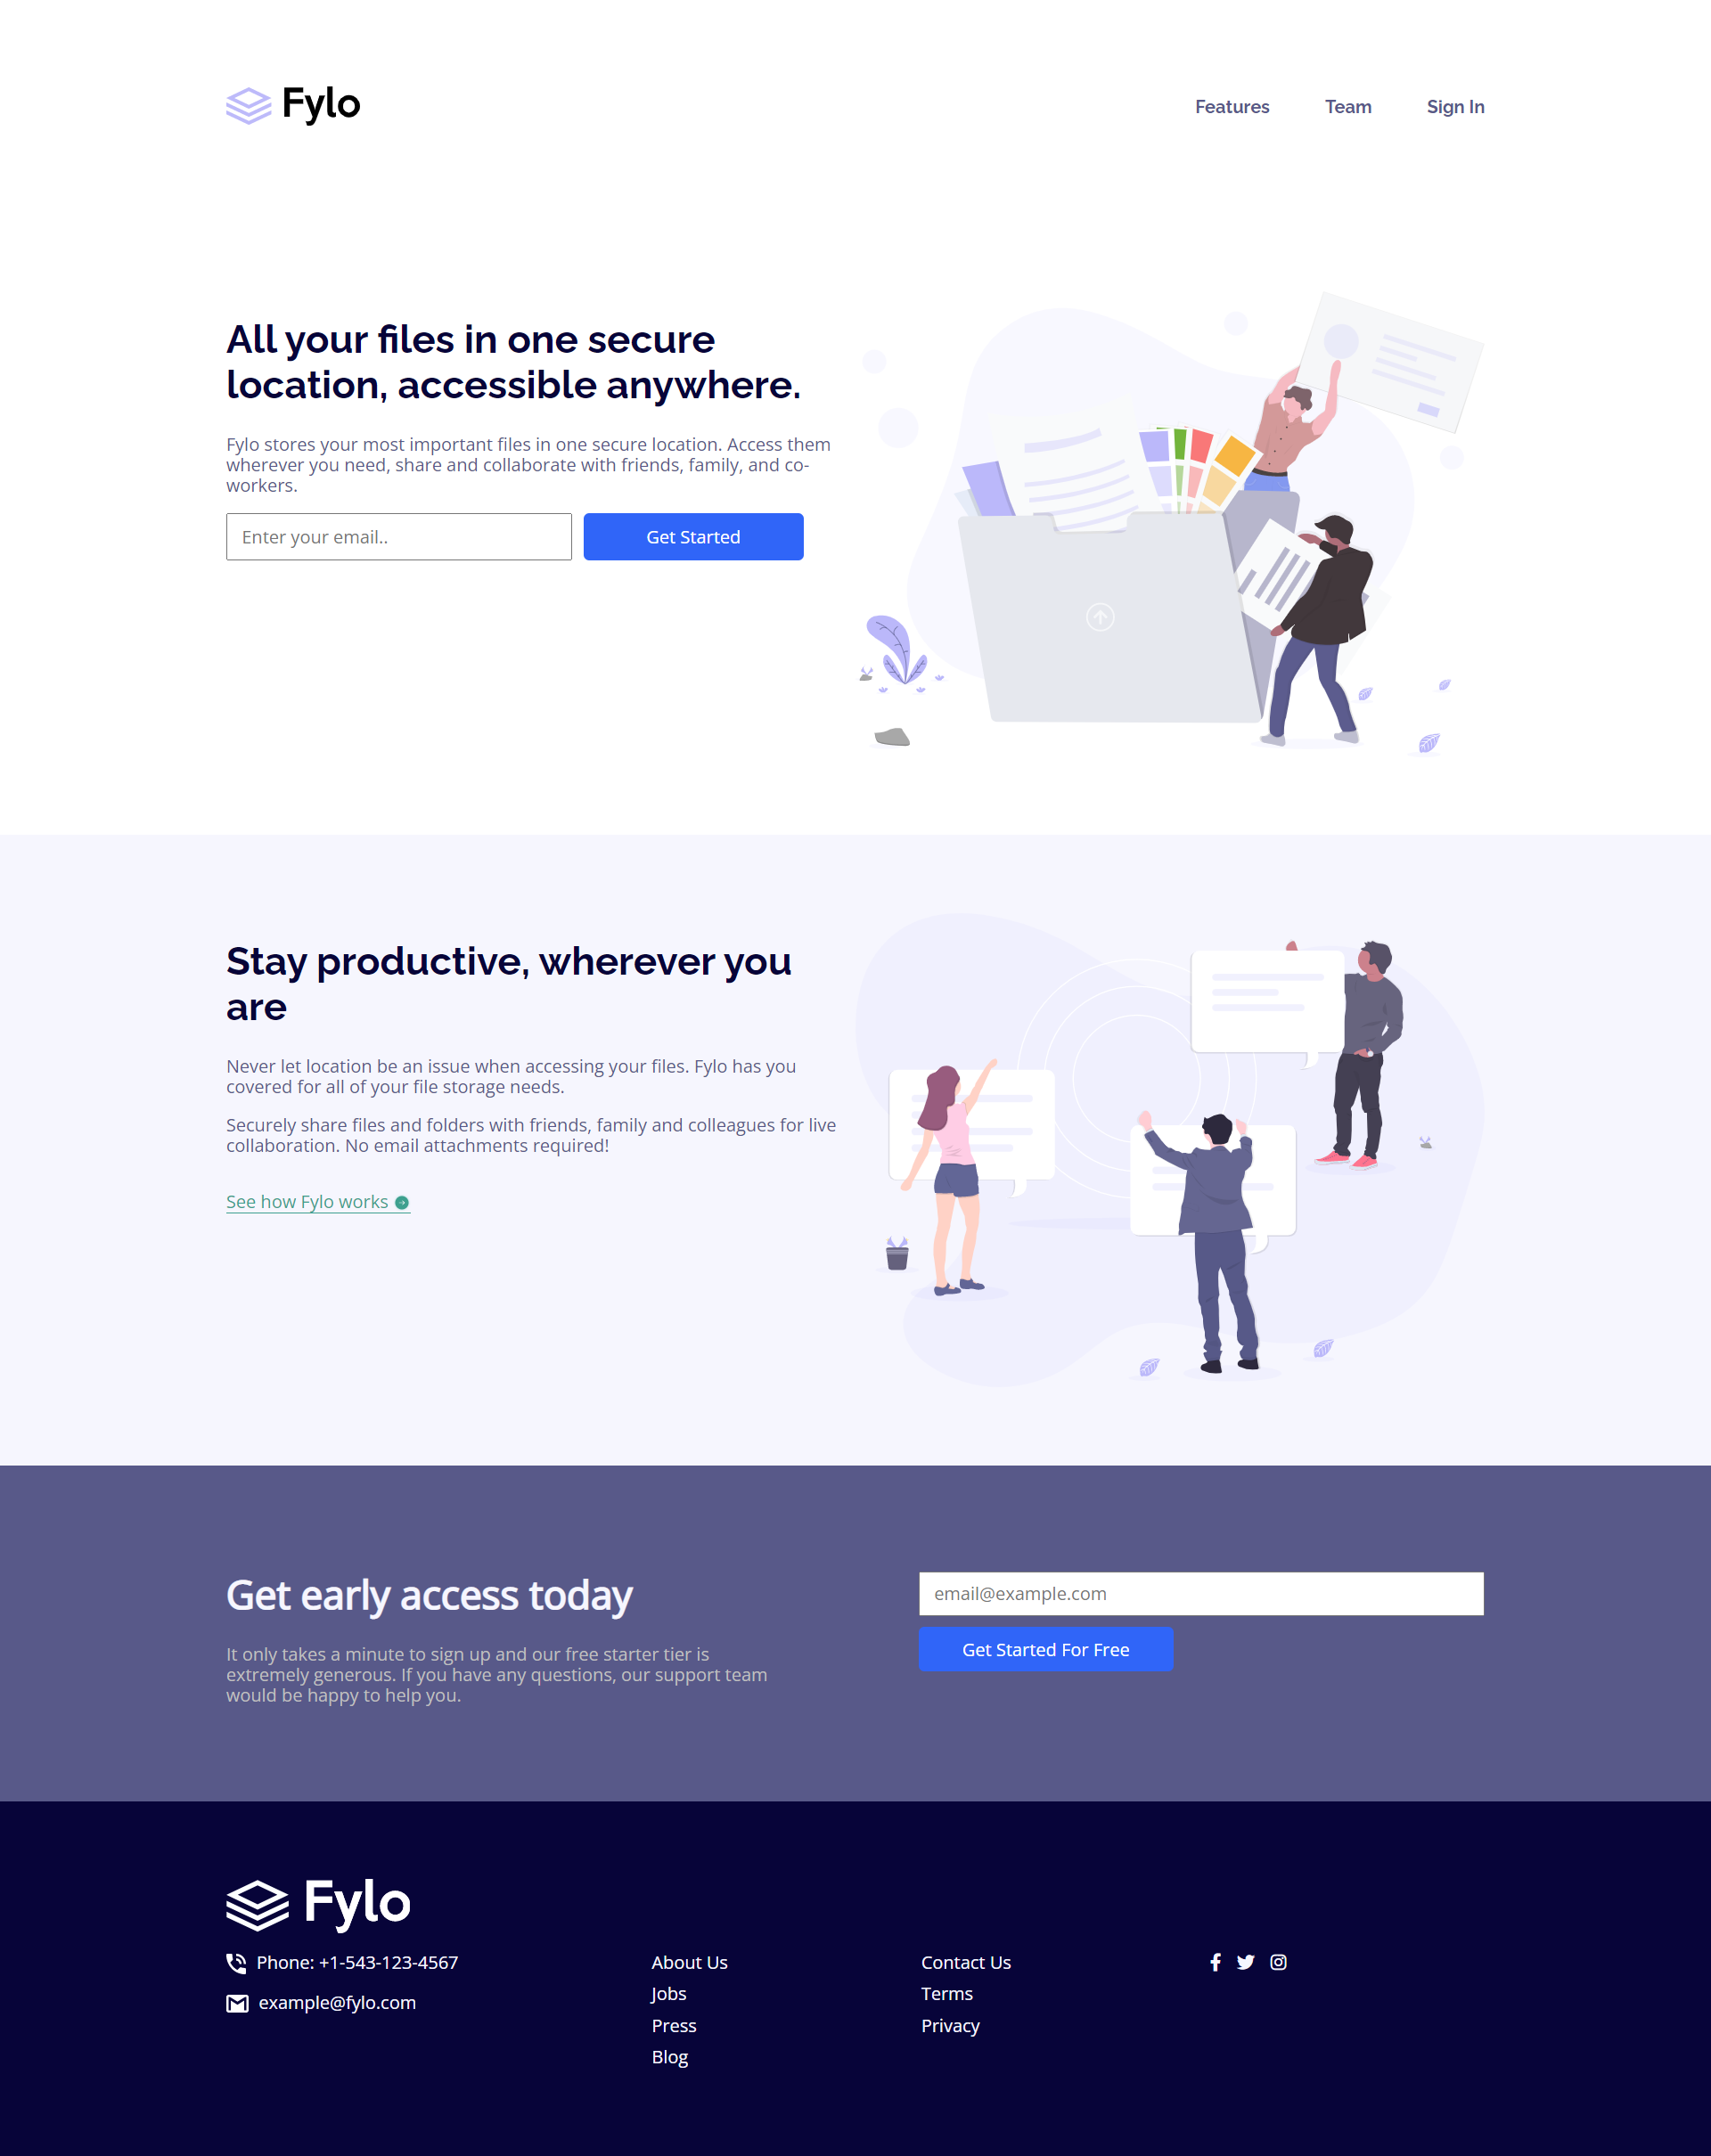 Fylo
Features
Team
Sign In
All your files in one secure
location, accessible anywhere.
Fylo stores your most important files in one secure location. Access them
wherever you need, share and collaborate with friends, family, and co-
workers.
Enter your email..
Get Started
Stay productive, wherever you
are
Never let location be an issue when accessing your files. Fylo has you
covered for all of your file storage needs.
Securely share files and folders with friends, family and colleagues for live
collaboration. No email attachments required!
See how Fylo works
Get early access today
It only takes a minute to sign up and our free starter tier is
extremely generous. If you have any questions, our support team
would be happy to help you.
email@example.com
Get Started For Free
Fylo
Phone: +1-543-123-4567
example@fylo.com
About Us
Jobs
Press
Blog
Contact Us
Terms
Privacy